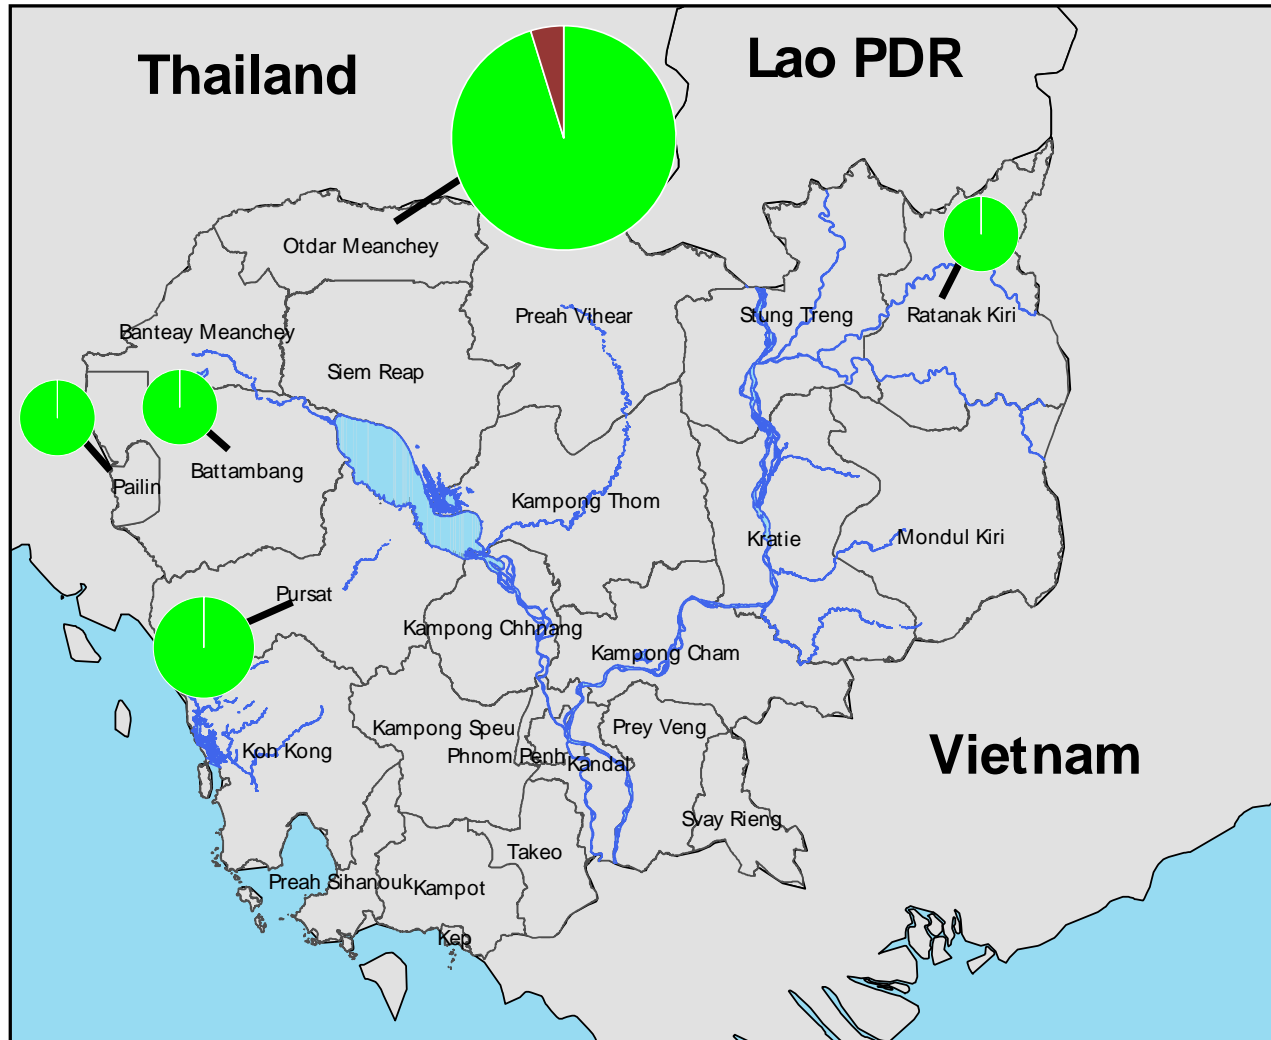 Thailand
Lao PDR
Otdar Meanchey
Banteay Meanchey
Preah Vihear
Stung Treng
Ratanak Kiri
Siem Reap
Battambang
Pailin
Kampong Thom
Kratie
Mondul Kiri
Pursat
Kampong Chhnang
Kampong Cham
Kampong Speu
Prey Veng
Koh Kong
Phnom Penh
Kandal
Vietnam
Svay Rieng
Takeo
Preah Sihanouk
Kampot
Kep